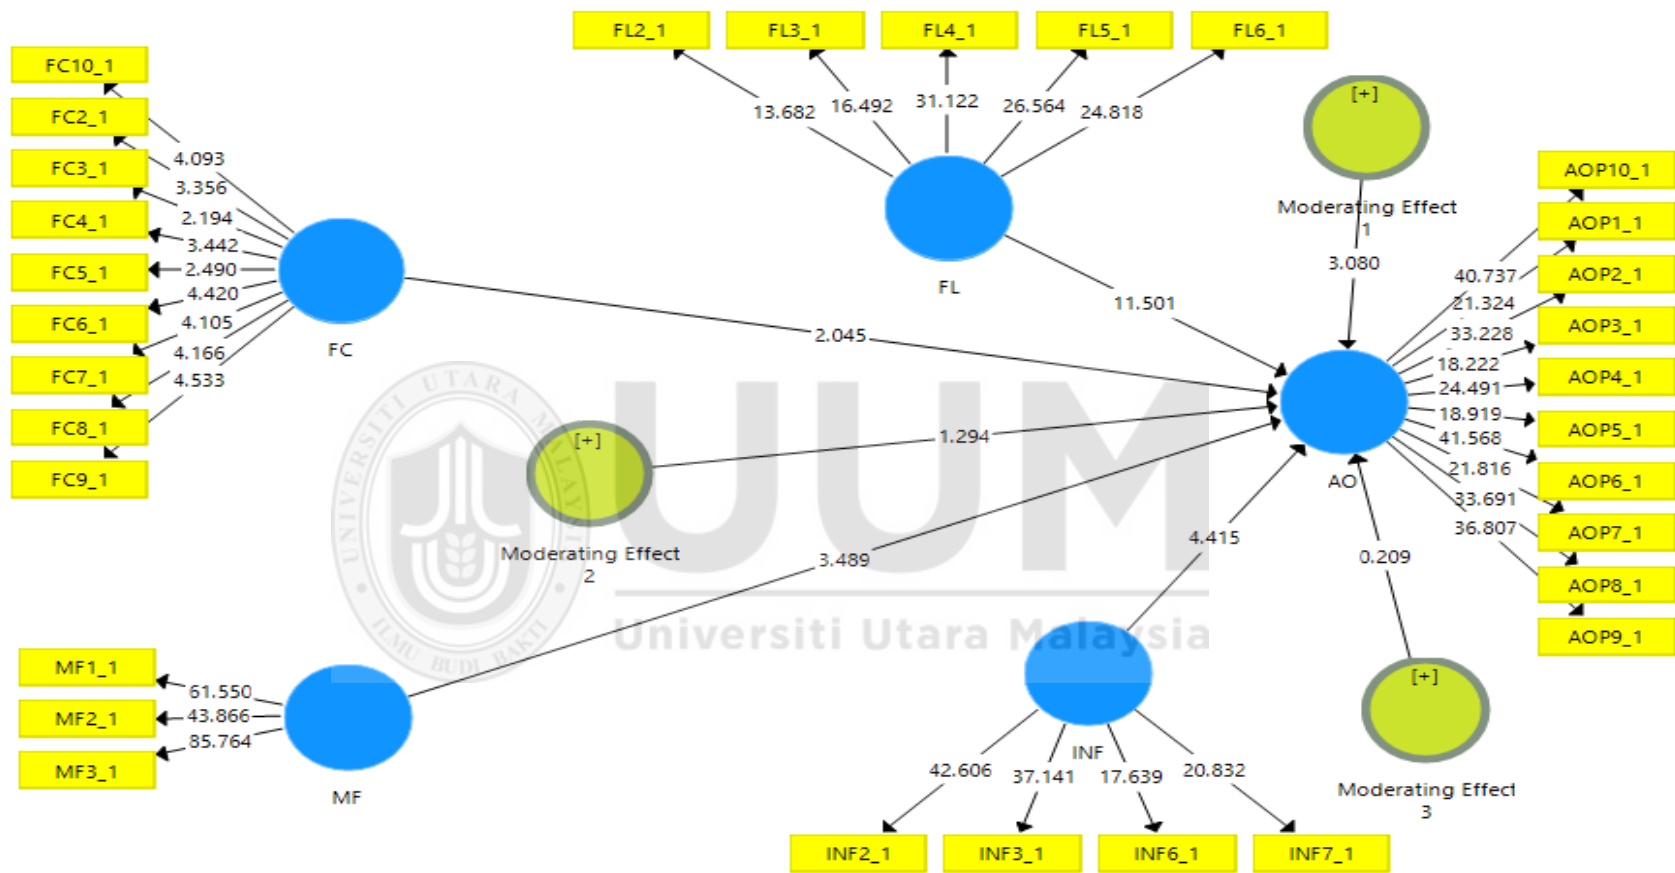 FL2_1
FL3_1
FL4_1
FL5_1
FL6_1
13.682
16.492
31.122
26.564
24.818
FL
11.501
FC10_1
FC2_1
FC3_1
FC4_1
FC5_1
FC6_1
FC7_1
FC8_1
FC9_1
4.093
3.356
2.194
3.442
2.490
4.420
4.105
4.166
4.533
FC
2.045
[+]
Moderating Effect
1
3.080
AOP10_1
AOP1_1
AOP2_1
AOP3_1
AOP4_1
AOP5_1
AOP6_1
AOP7_1
AOP8_1
AOP9_1
40.737
21.324
33.228
18.222
24.491
18.919
41.568
21.816
33.691
36.807
AO
[+]
Moderating Effect
2
1.294
MF1_1
MF2_1
MF3_1
61.550
43.866
85.764
MF
3.489
4.415
INF
42.606
37.141
17.639
20.832
INF2_1
INF3_1
INF6_1
INF7_1
0.209
[+]
Moderating Effect
3
UUM
Universiti Utara Malaysia
UNIVERSITI UTARA MALAYSIA
ILMU BUDI BAKTI